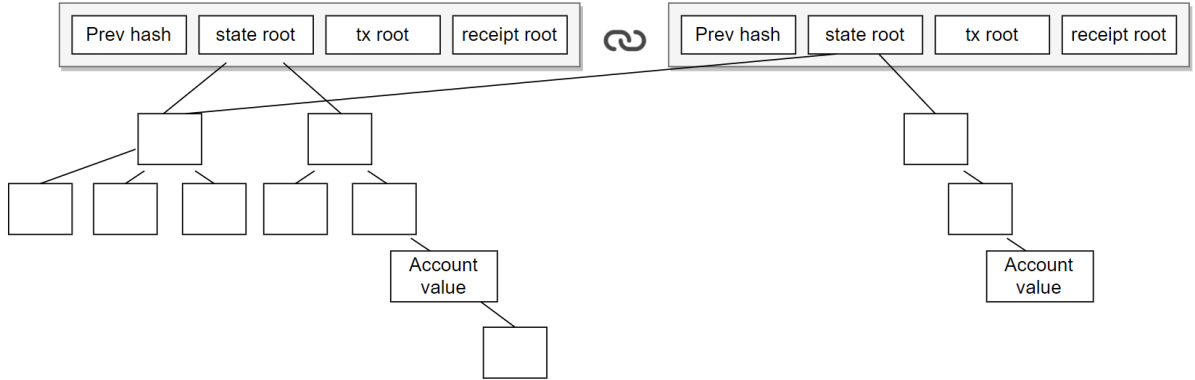 Prev hash
state root
tx root
receipt root
Prev hash
state root
tx root
receipt root
Account
value
Account
value